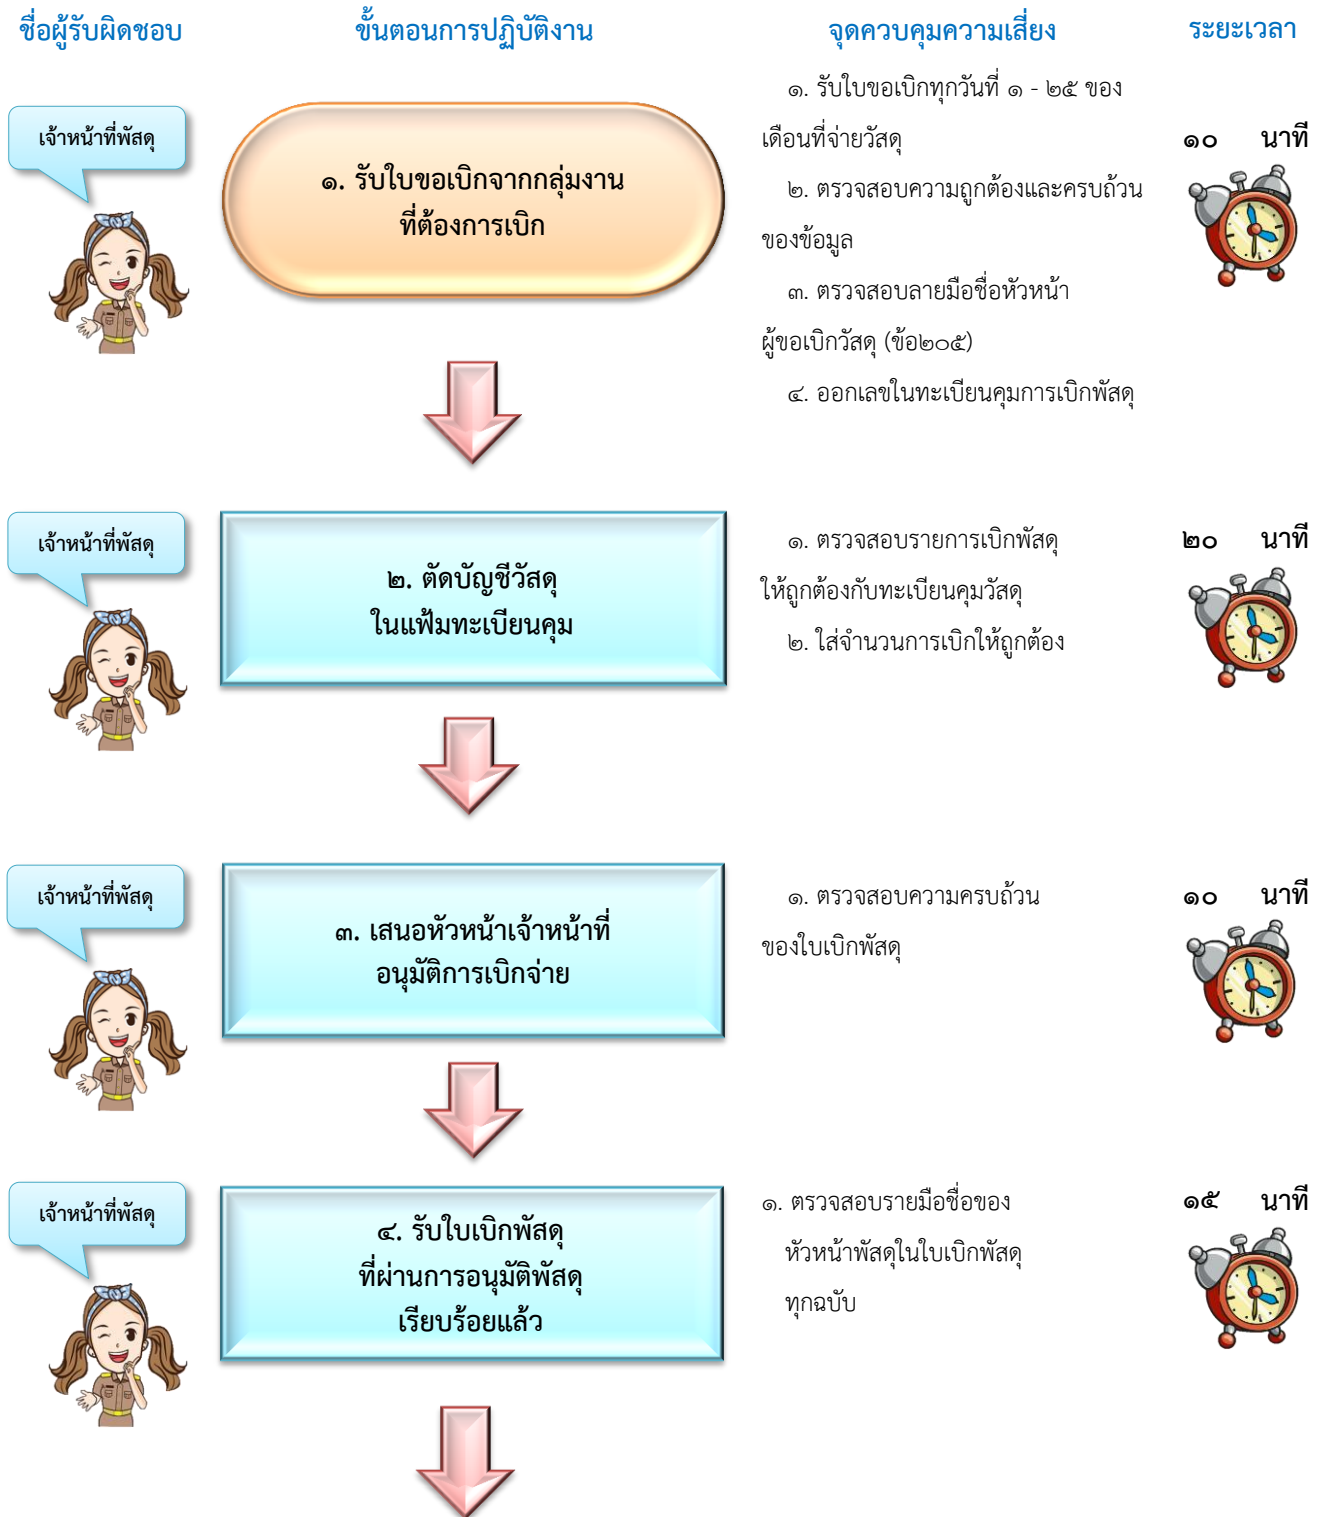 ชื่อผู้รับผิดชอบ ขั้นตอนการปฏิบัติงาน จุดควบคุมความเสี่ยง ระยะเวลา
เจ้าหน้าที่พัสดุ
๑. รับใบขอเบิกจากกลุ่มงาน
ที่ต้องการเบิก
๑. รับใบขอเบิกทุกวันที่ ๑ - ๒๕ ของ
เดือนที่จ่ายวัสดุ
๒. ตรวจสอบความถูกต้องและครบถ้วน
ของข้อมูล
๓. ตรวจสอบลายมือชื่อหัวหน้า
ผู้ขอเบิกวัสดุ (ข้อ๒๐๕)
๔. ออกเลขในทะเบียนคุมการเบิกพัสดุ
๑๐ นาที
เจ้าหน้าที่พัสดุ
๒. ตัดบัญชีวัสดุ
ในแฟ้มทะเบียนคุม
๑. ตรวจสอบรายการเบิกพัสดุ
ให้ถูกต้องกับทะเบียนคุมวัสดุ
๒. ใส่จำนวนการเบิกให้ถูกต้อง
๒๐ นาที
เจ้าหน้าที่พัสดุ
๓. เสนอหัวหน้าเจ้าหน้าที่
อนุมัติการเบิกจ่าย
๑. ตรวจสอบความครบถ้วน
ของใบเบิกพัสดุ
๑๐ นาที
เจ้าหน้าที่พัสดุ
๔. รับใบเบิกพัสดุ
ที่ผ่านการอนุมัติพัสดุ
เรียบร้อยแล้ว
๑. ตรวจสอบรายมือชื่อของ
หัวหน้าพัสดุในใบเบิกพัสดุ
ทุกฉบับ
๑๕ นาที